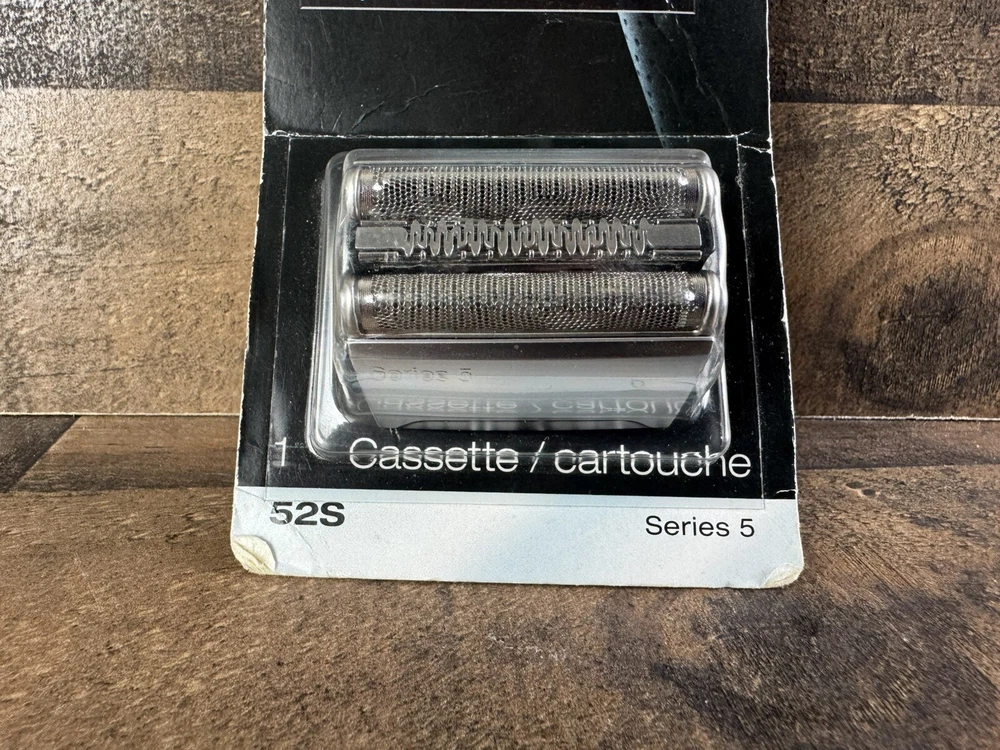 Series 5
1 Cassette / cartouche
52S
Series 5